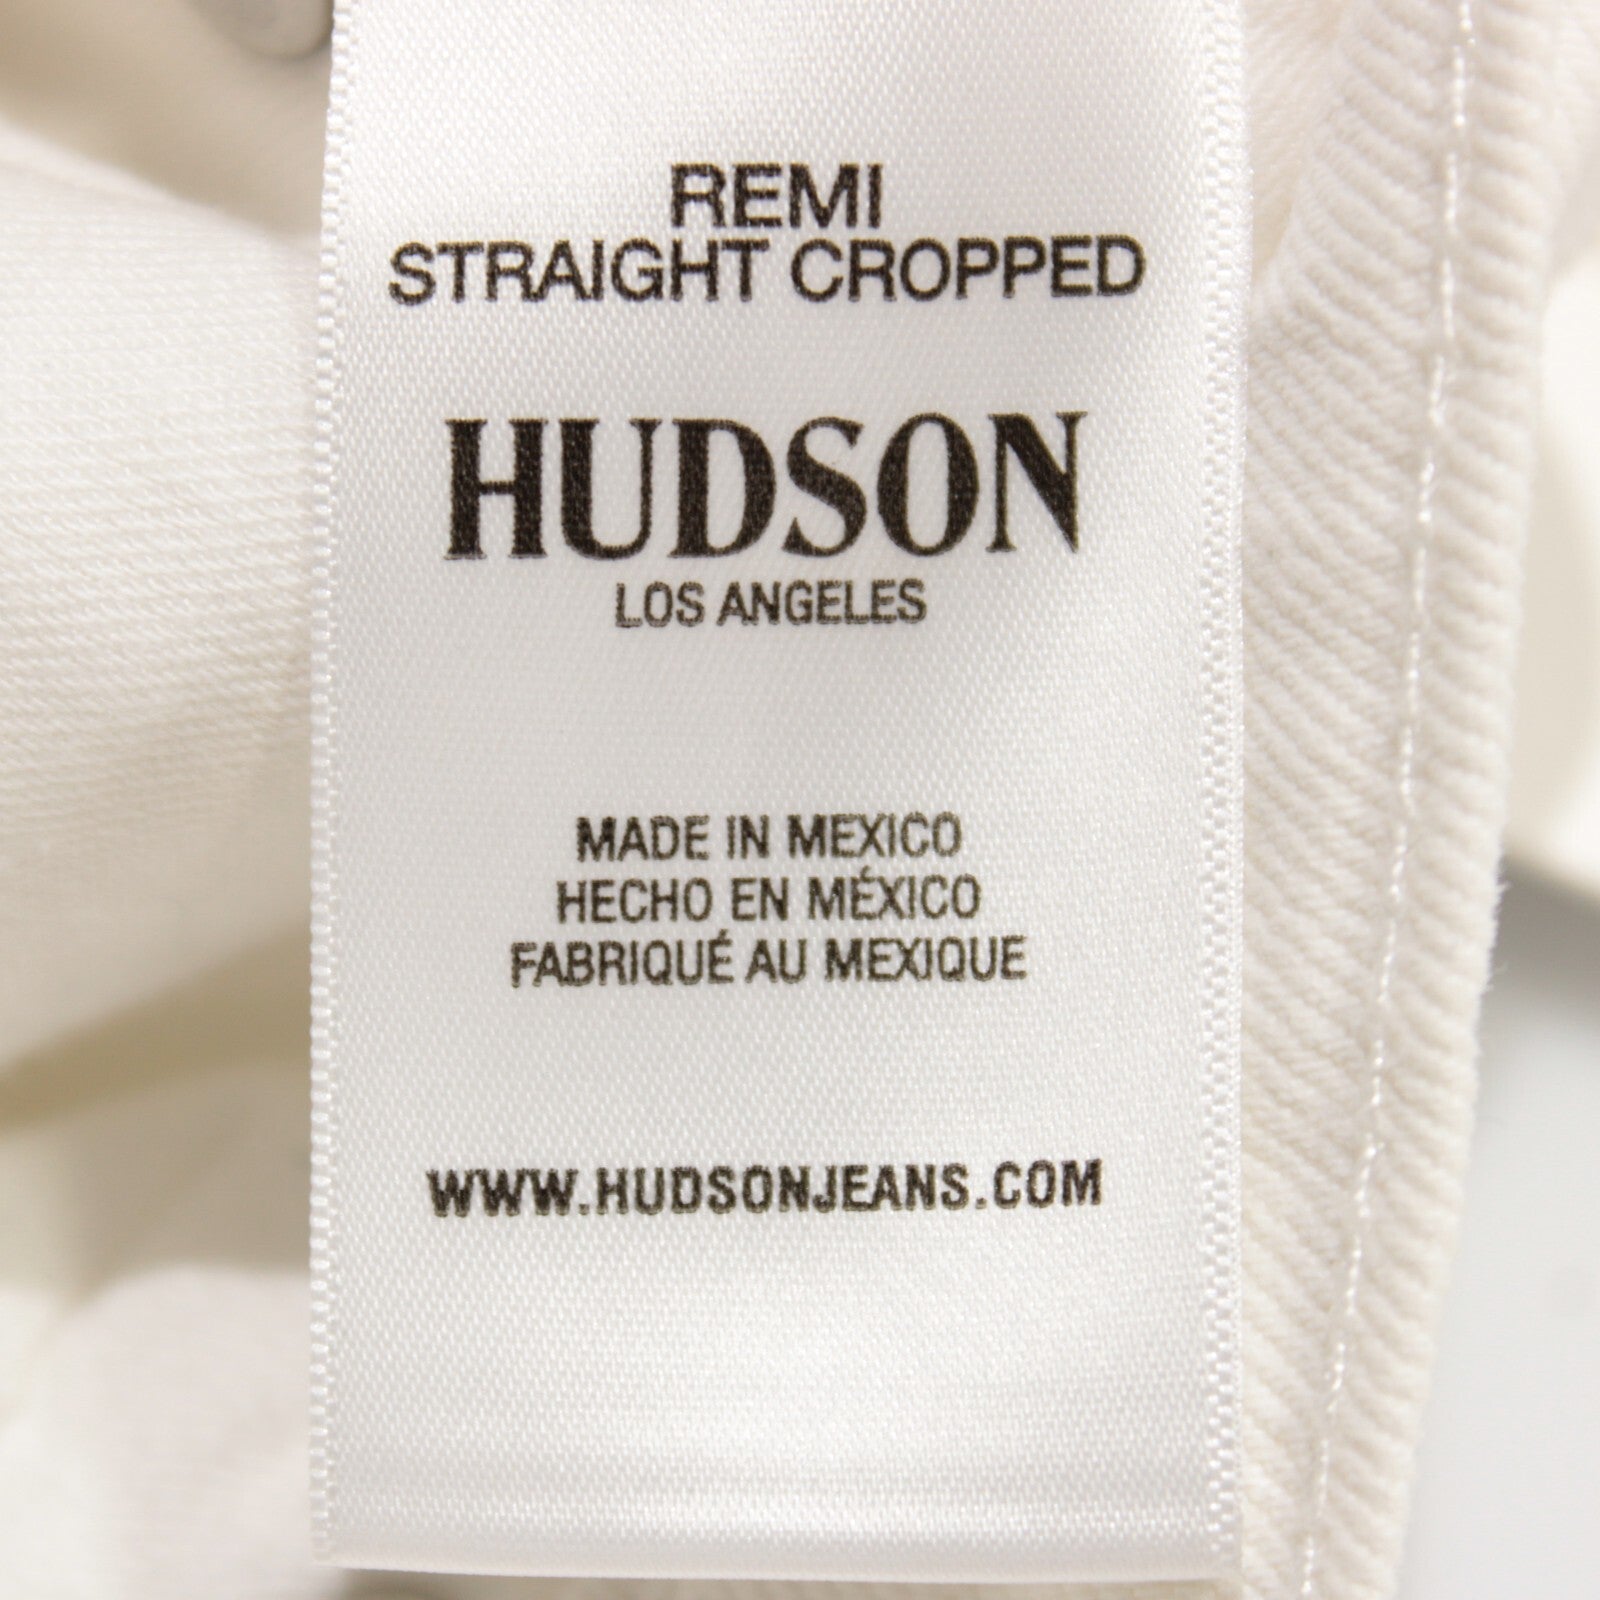 REMI
STRAIGHT CROPPED
HUDSON
LOS ANGELES
MADE IN MEXICO
HECHO EN MÉXICO
FABRIQUÉ AU MEXIQUE
WWW.HUDSONJEANS.COM